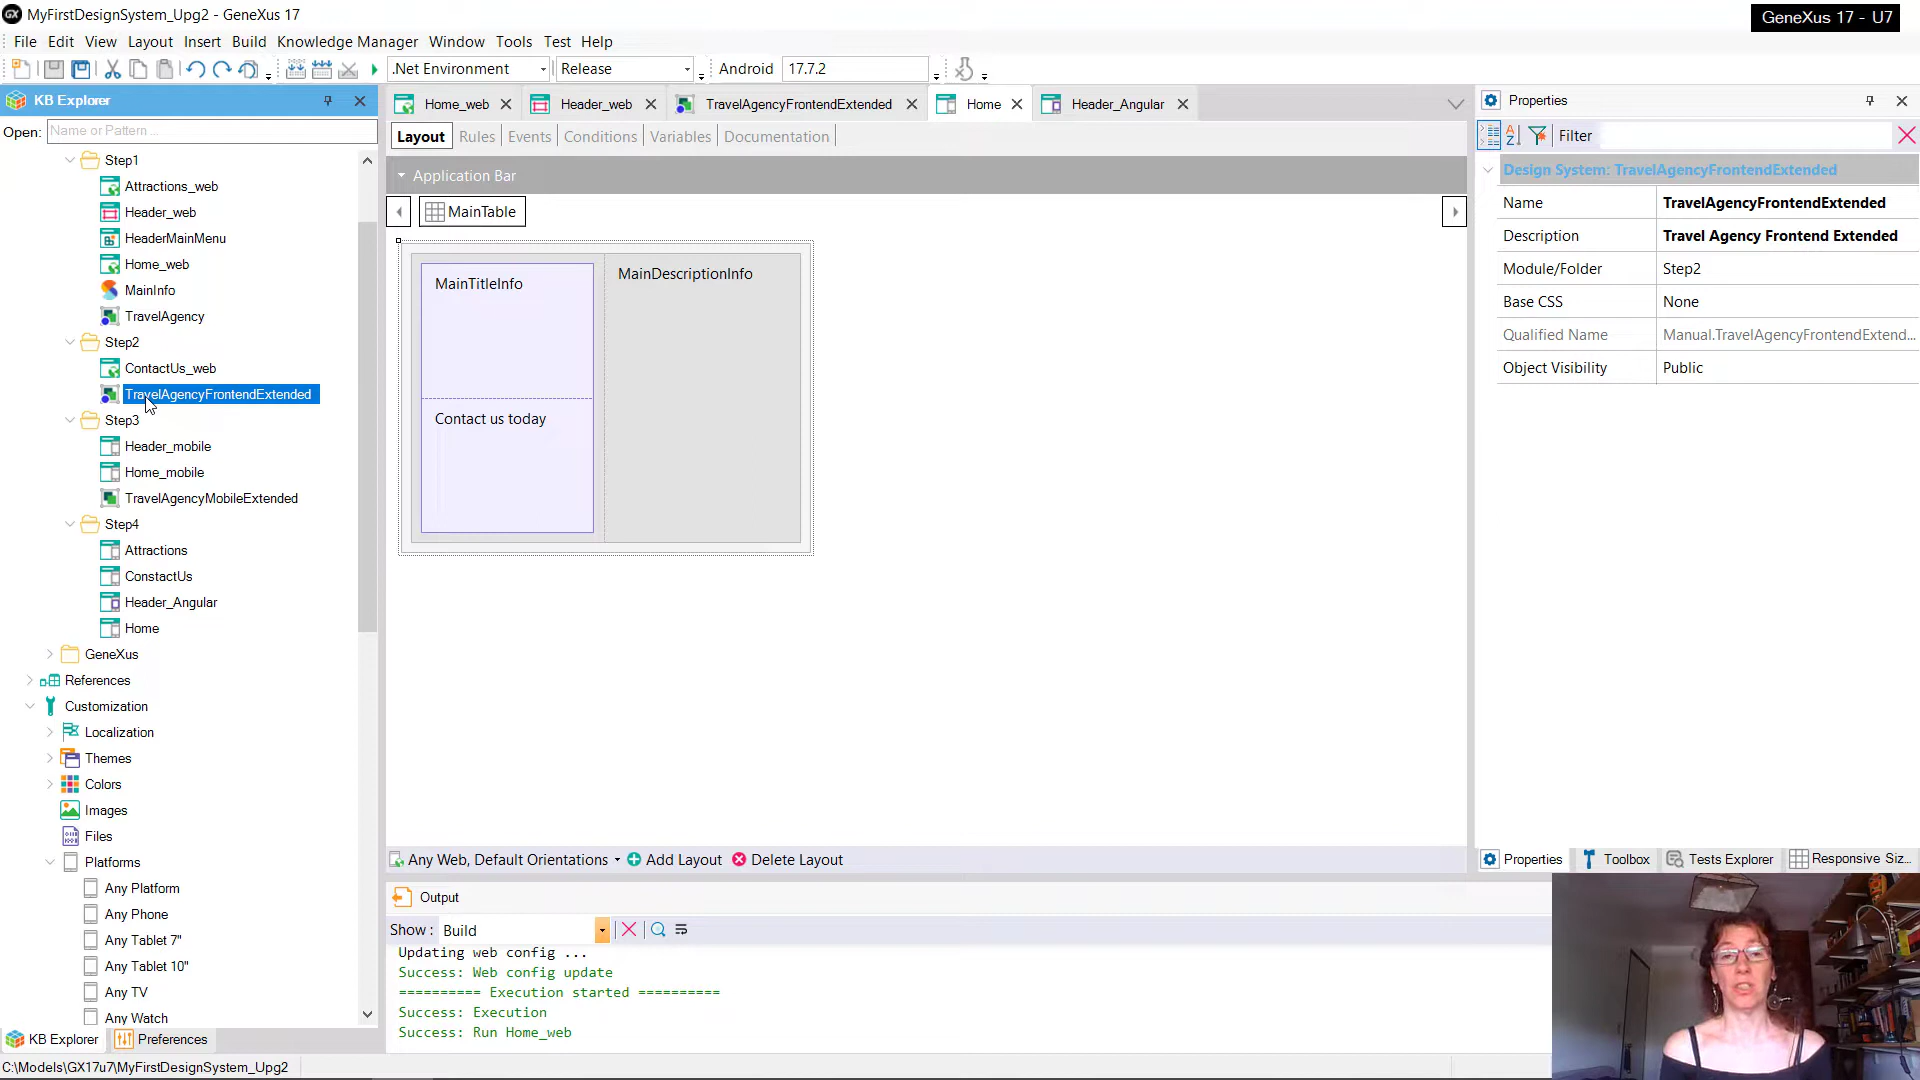 MyFirstDesignSystem_Upg2 - GeneXus 17
GeneXus 17 - U7
File Edit View Layout Insert Build Knowledge Manager Window Tools Test Help
.Net Environment Release Android 17.7.2
KB Explorer
Open: Name or Pattern ...
Step1
Attractions_web
Header_web
HeaderMainMenu
Home_web
MainInfo
TravelAgency
Step2
ContactUs_web
TravelAgencyFrontendExtended
Step3
Header_mobile
Home_mobile
TravelAgencyMobileExtended
Step4
Attractions
ConstactUs
Header_Angular
Home
GeneXus
References
Customization
Localization
Themes
Colors
Images
Files
Platforms
Any Platform
Any Phone
Any Tablet 7"
Any Tablet 10"
Any TV
Any Watch
KB Explorer Preferences
C:\Models\GX17u7\MyFirstDesignSystem_Upg2
Home_web Header_web TravelAgencyFrontendExtended Home Header_Angular
Layout Rules Events Conditions Variables Documentation
Application Bar
MainTable
MainTitleInfo
MainDescriptionInfo
Contact us today
Any Web, Default Orientations Add Layout Delete Layout
Output
Show : Build
Updating web config ...
Success: Web config update
========== Execution started ==========
Success: Execution
Success: Run Home_web
Properties
Filter
Design System: TravelAgencyFrontendExtended
Name TravelAgencyFrontendExtended
Description Travel Agency Frontend Extended
Module/Folder Step2
Base CSS None
Qualified Name Manual.TravelAgencyFrontendExtend...
Object Visibility Public
Properties Toolbox Tests Explorer Responsive Siz...